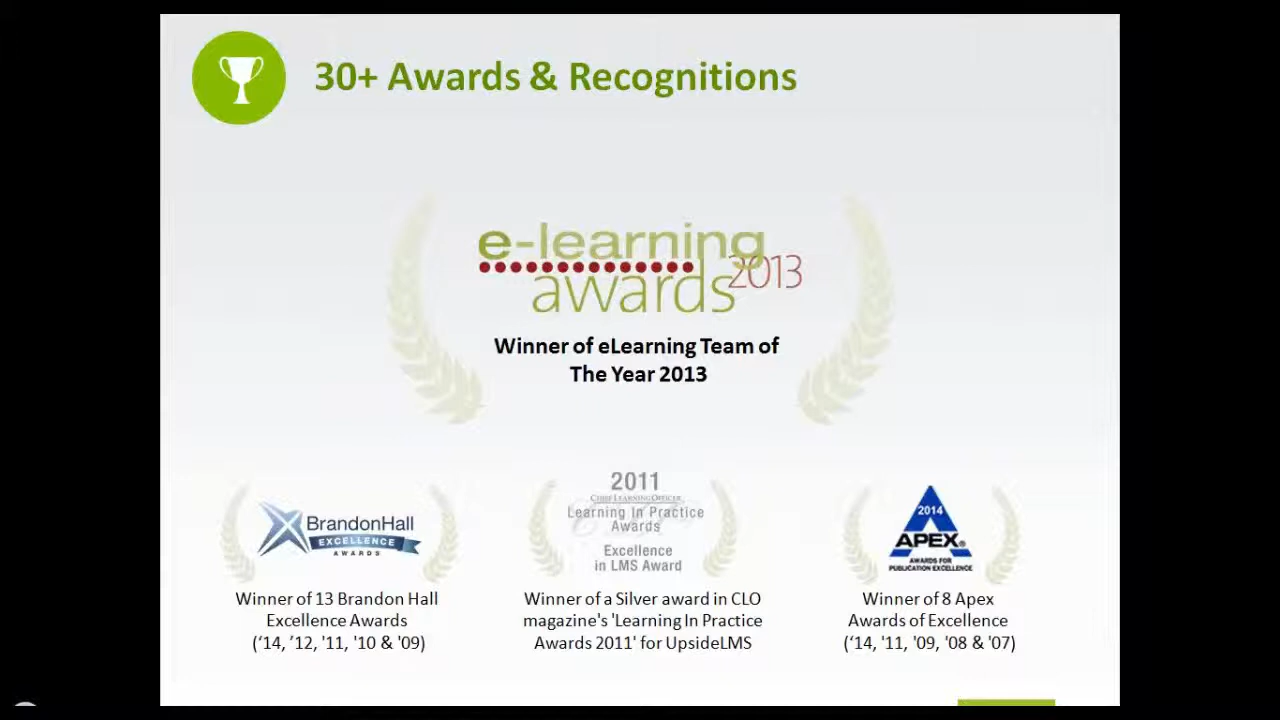 30+ Awards & Recognitions
e-learning
awards 2013
Winner of eLearning Team of
The Year 2013
BrandonHall
EXCELLENCE
AWARDS
Winner of 13 Brandon Hall
Excellence Awards
(‘14, ’12, '11, '10 & '09)
2011
CHIEF LEARNING OFFICER
Learning In Practice
Awards
Excellence
in LMS Award
Winner of a Silver award in CLO
magazine's 'Learning In Practice
Awards 2011' for UpsideLMS
2014
APEX®
AWARDS FOR
PUBLICATION EXCELLENCE
Winner of 8 Apex
Awards of Excellence
(‘14, '11, '09, '08 & '07)